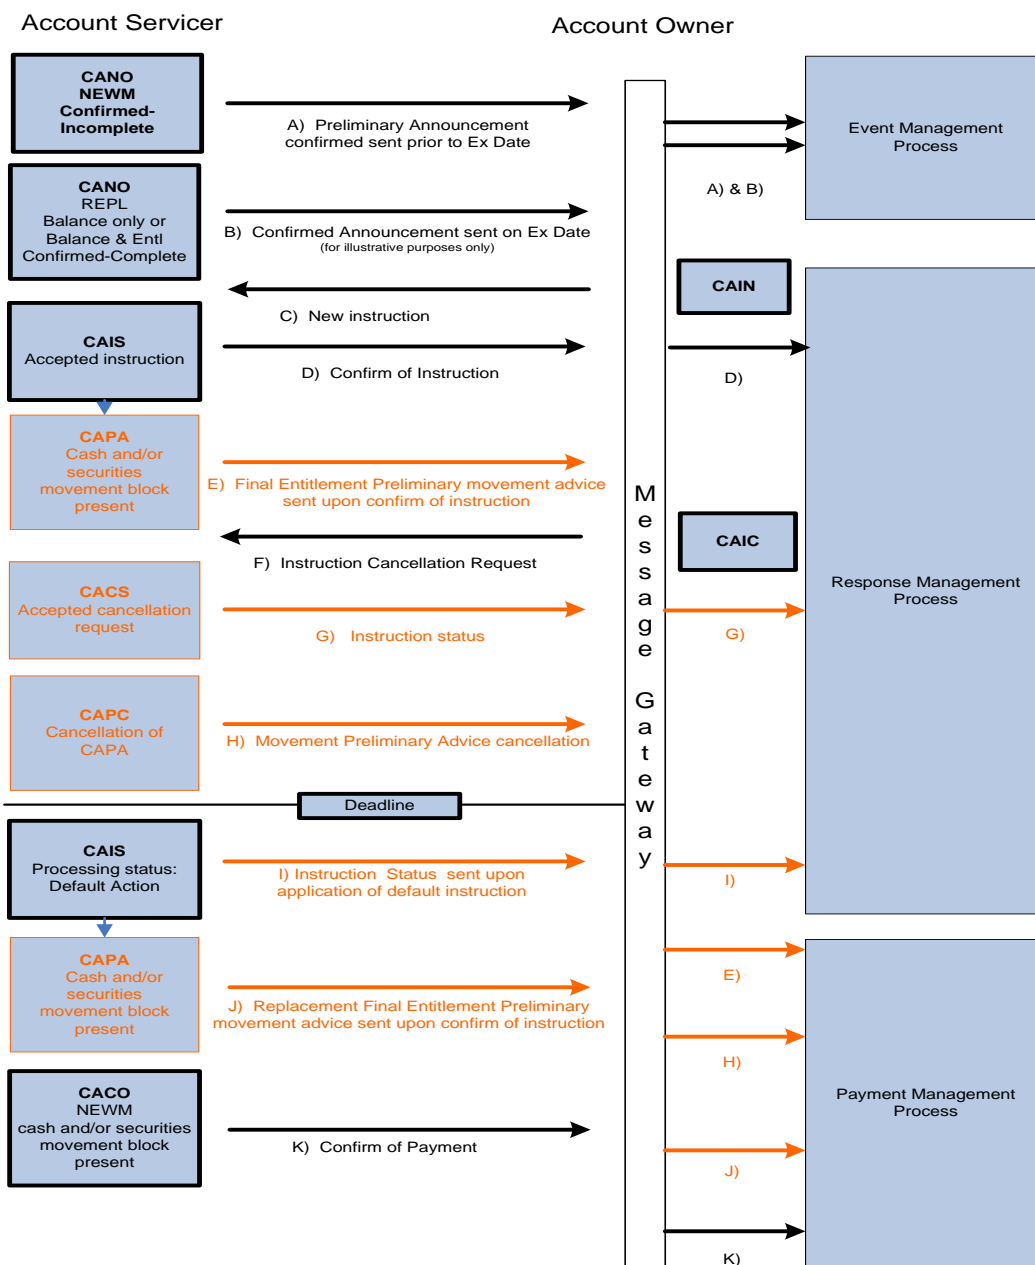 Account Servicer
Account Owner
CANO
NEWM
Confirmed-
Incomplete
A) Preliminary Announcement
confirmed sent prior to Ex Date
Event Management
Process
A) & B)
CANO
REPL
Balance only or
Balance & Entl
Confirmed-Complete
B) Confirmed Announcement sent on Ex Date
(for illustrative purposes only)
CAIN
C) New instruction
CAIS
Accepted instruction
D) Confirm of Instruction
D)
CAPA
Cash and/or
securities
movement block
present
E) Final Entitlement Preliminary movement advice
sent upon confirm of instruction
Message Gateway
CAIC
F) Instruction Cancellation Request
Response Management
Process
CACS
Accepted cancellation
request
G) Instruction status
G)
CAPC
Cancellation of
CAPA
H) Movement Preliminary Advice cancellation
Deadline
CAIS
Processing status:
Default Action
I) Instruction Status sent upon
application of default instruction
I)
CAPA
Cash and/or
securities
movement block
present
J) Replacement Final Entitlement Preliminary
movement advice sent upon confirm of instruction
E)
H)
Payment Management
Process
CACO
NEWM
cash and/or securities
movement block
present
K) Confirm of Payment
J)
K)